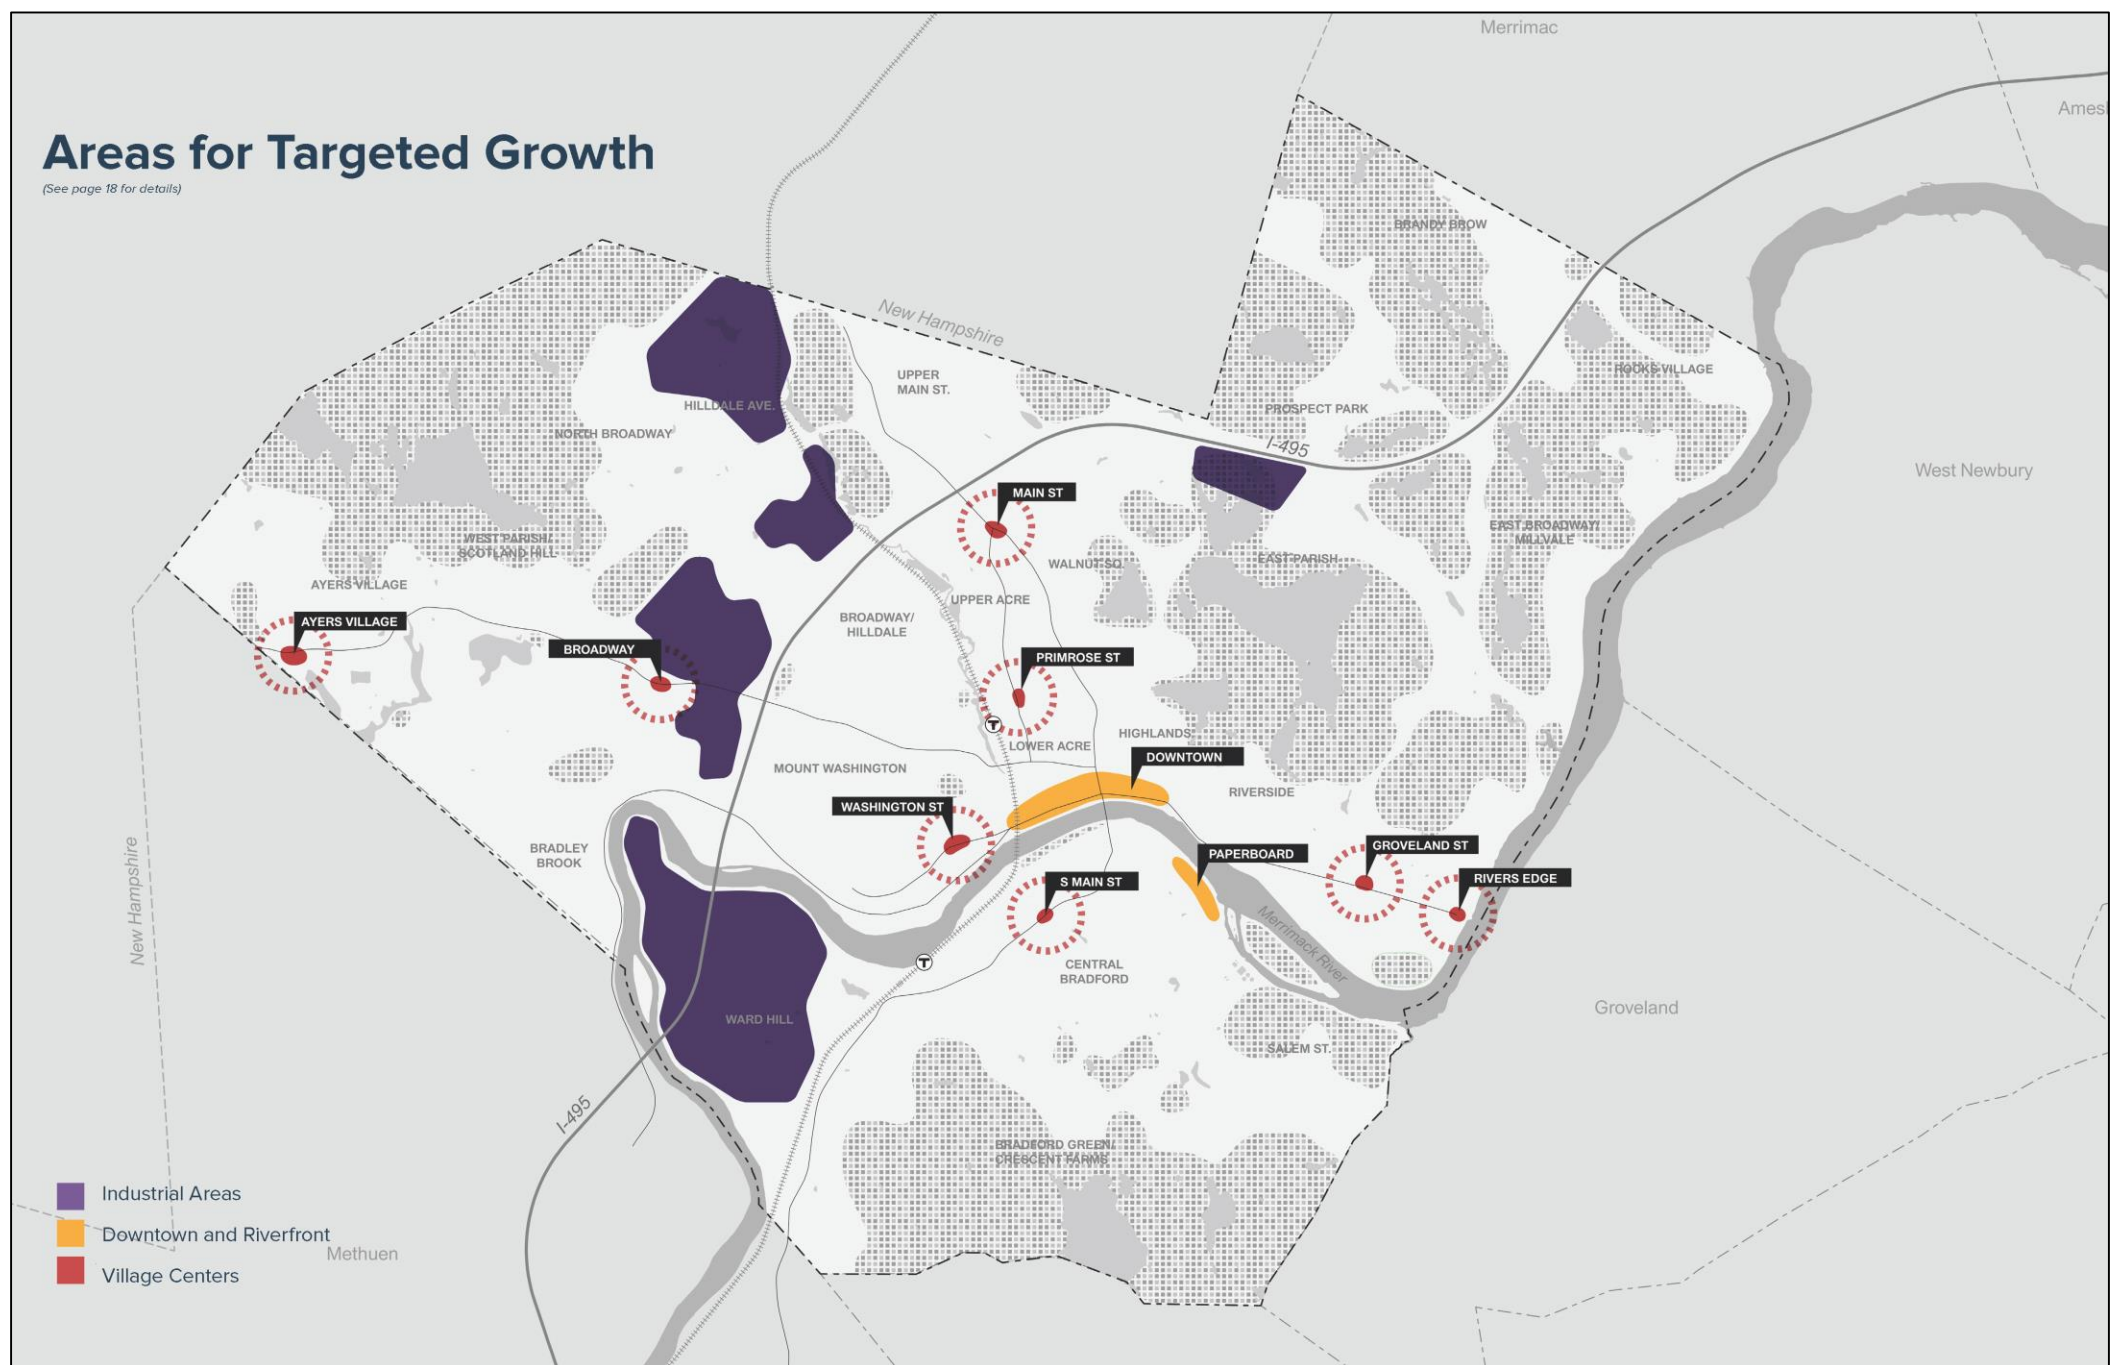 Merrimac
Ames
Areas for Targeted Growth
(See page 18 for details)
BRANDY BROW
New Hampshire
UPPER
MAIN ST.
ROCKS VILLAGE
HILLDALE AVE.
PROSPECT PARK
NORTH BROADWAY
I-495
West Newbury
MAIN ST
EAST BROADWAY/
MILLVALE
WEST PARISH/
SCOTLAND HILL
EAST PARISH
WALNUT SQ.
AYERS VILLAGE
UPPER ACRE
AYERS VILLAGE
BROADWAY/
HILLDALE
BROADWAY
PRIMROSE ST
T
HIGHLANDS
LOWER ACRE
DOWNTOWN
MOUNT WASHINGTON
RIVERSIDE
WASHINGTON ST
GROVELAND ST
BRADLEY
BROOK
PAPERBOARD
RIVERS EDGE
S MAIN ST
New Hampshire
Merrimack River
T
CENTRAL
BRADFORD
Groveland
WARD HILL
SALEM ST.
I-495
BRADFORD GREEN/
CRESCENT FARMS
Industrial Areas
Downtown and Riverfront
Methuen
Village Centers